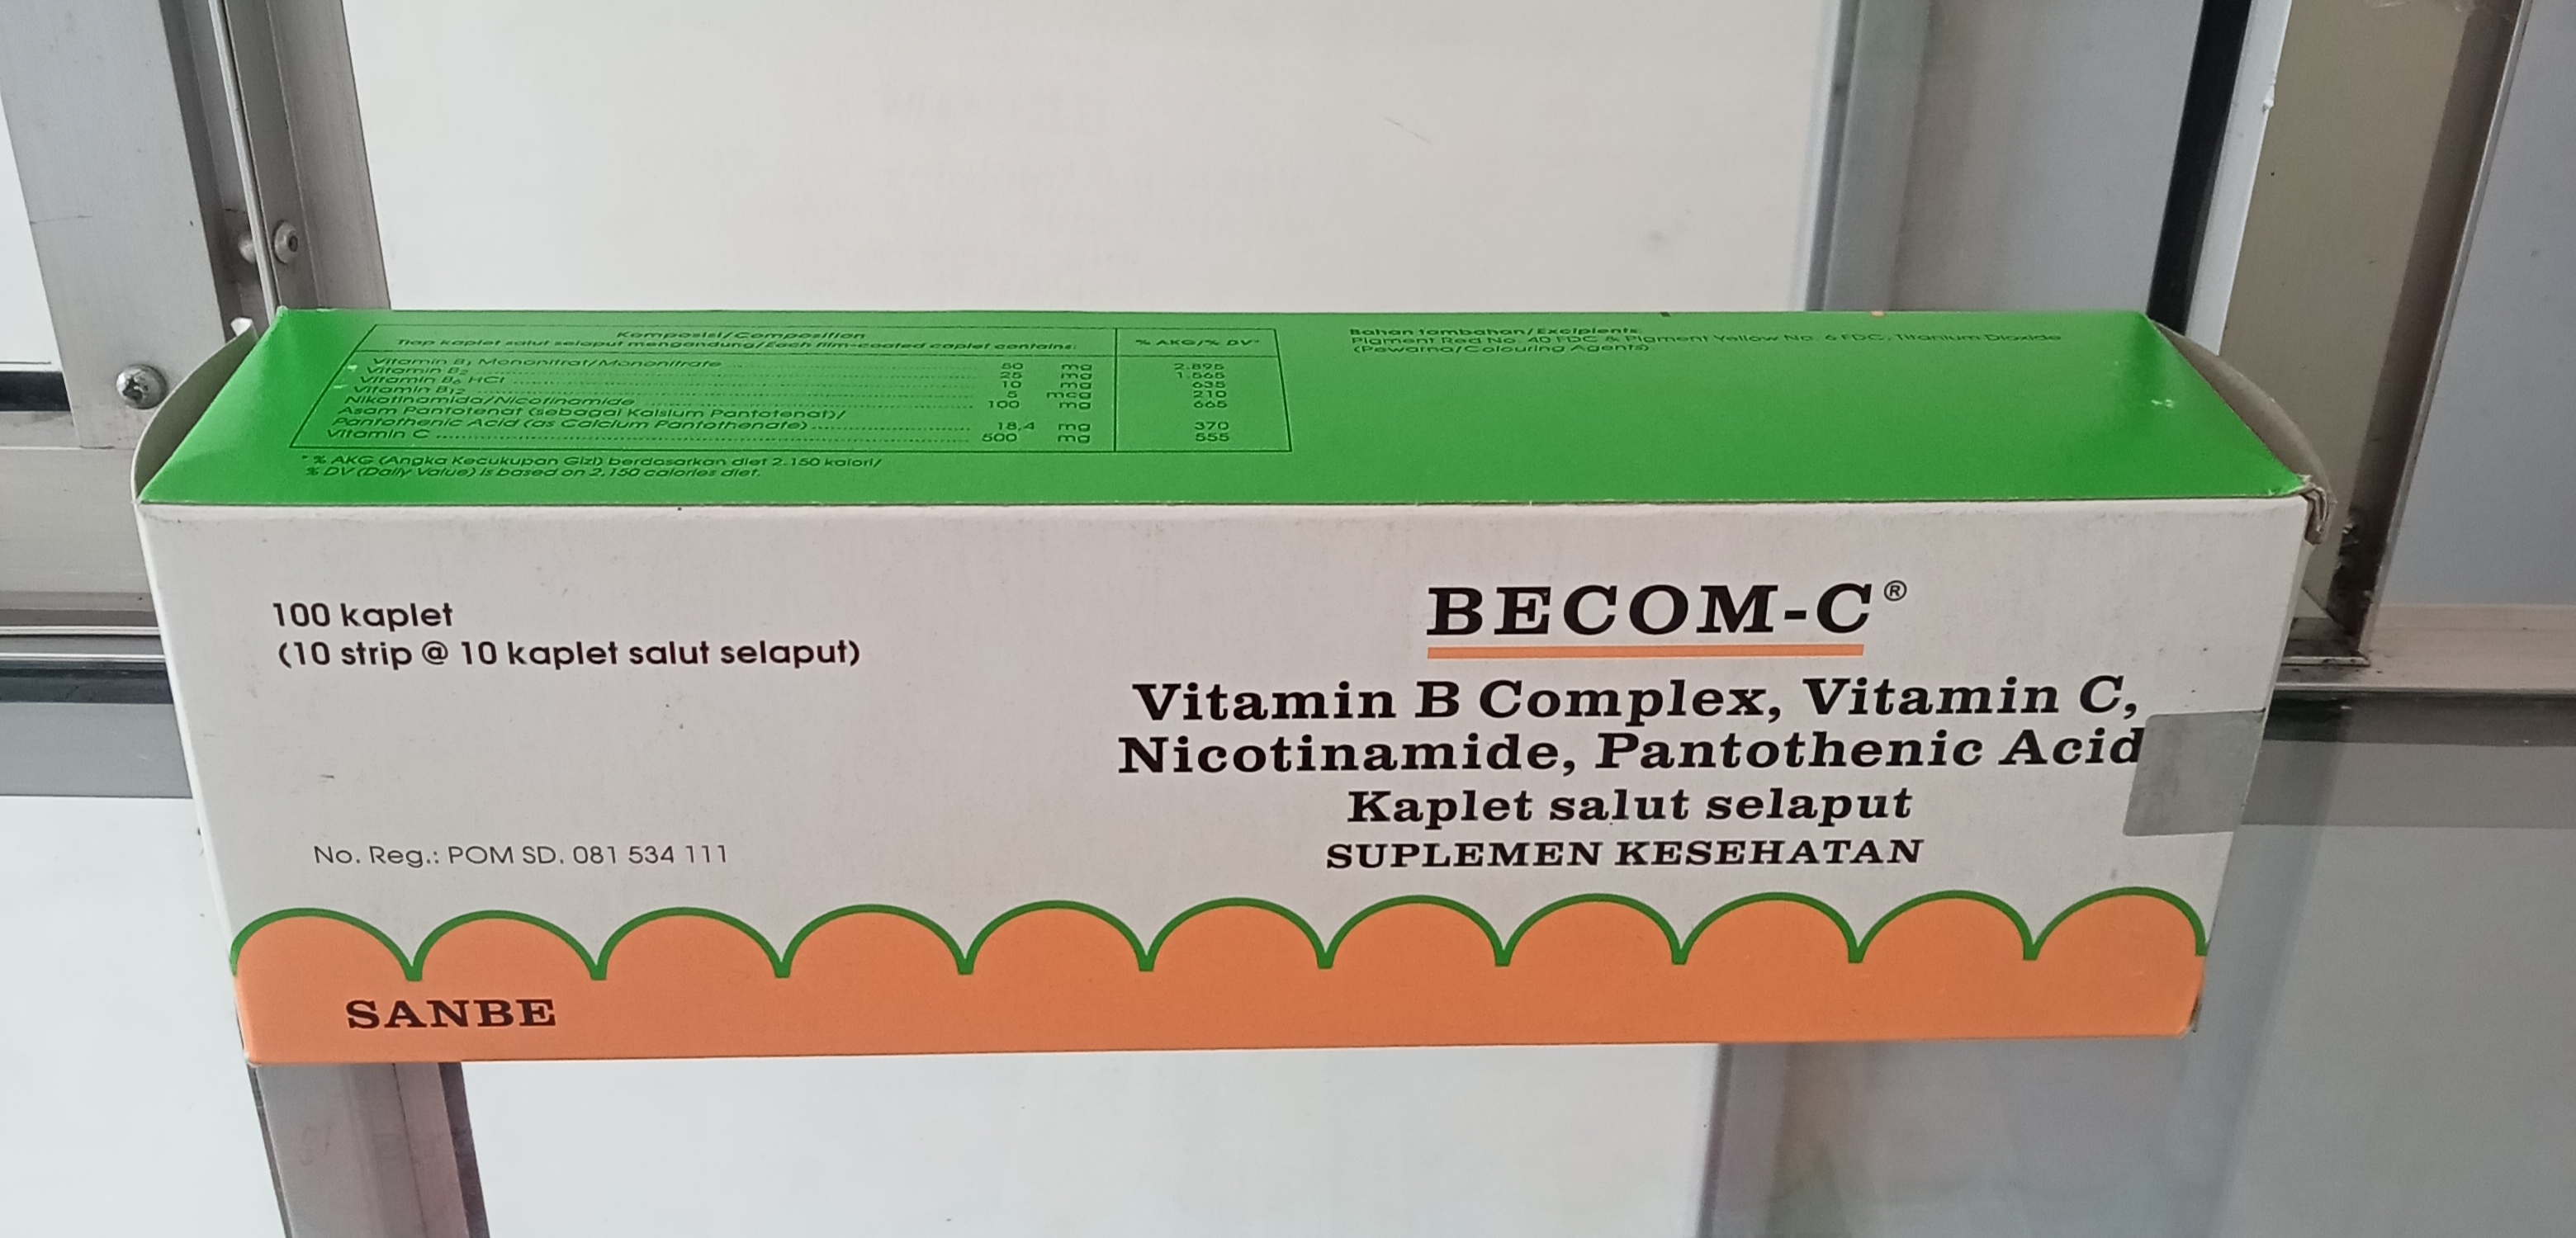 Komposisi/Composition
Tiap kaplet salut selaput mengandung/Each film-coated caplet contains: % AKG/% DV*
Vitamin B1 Mononitrat/Mononitrate 50 mg 2.895
Vitamin B2 25 mg 1.565
Vitamin B6 HCl 10 mg 635
Vitamin B12 5 mcg 210
Nikotinamida/Nicotinamide 100 mg 665
Asam Pantotenat (sebagai Kalsium Pantotenat)/
Pantothenic Acid (as Calcium Pantothenate) 18,4 mg 370
Vitamin C 500 mg 555
* % AKG (Angka Kecukupan Gizi) berdasarkan diet 2.150 kalori/
% DV (Daily Value) is based on 2,150 calories diet.
Bahan tambahan/Excipients:
Pigment Red No. 40 FDC & Pigment Yellow No. 6 FDC, Titanium Dioxide
(Pewarna/Colouring Agents)
100 kaplet
(10 strip @ 10 kaplet salut selaput)
No. Reg.: POM SD. 081 534 111
BECOM-C®
Vitamin B Complex, Vitamin C,
Nicotinamide, Pantothenic Acid
Kaplet salut selaput
SUPLEMEN KESEHATAN
SANBE